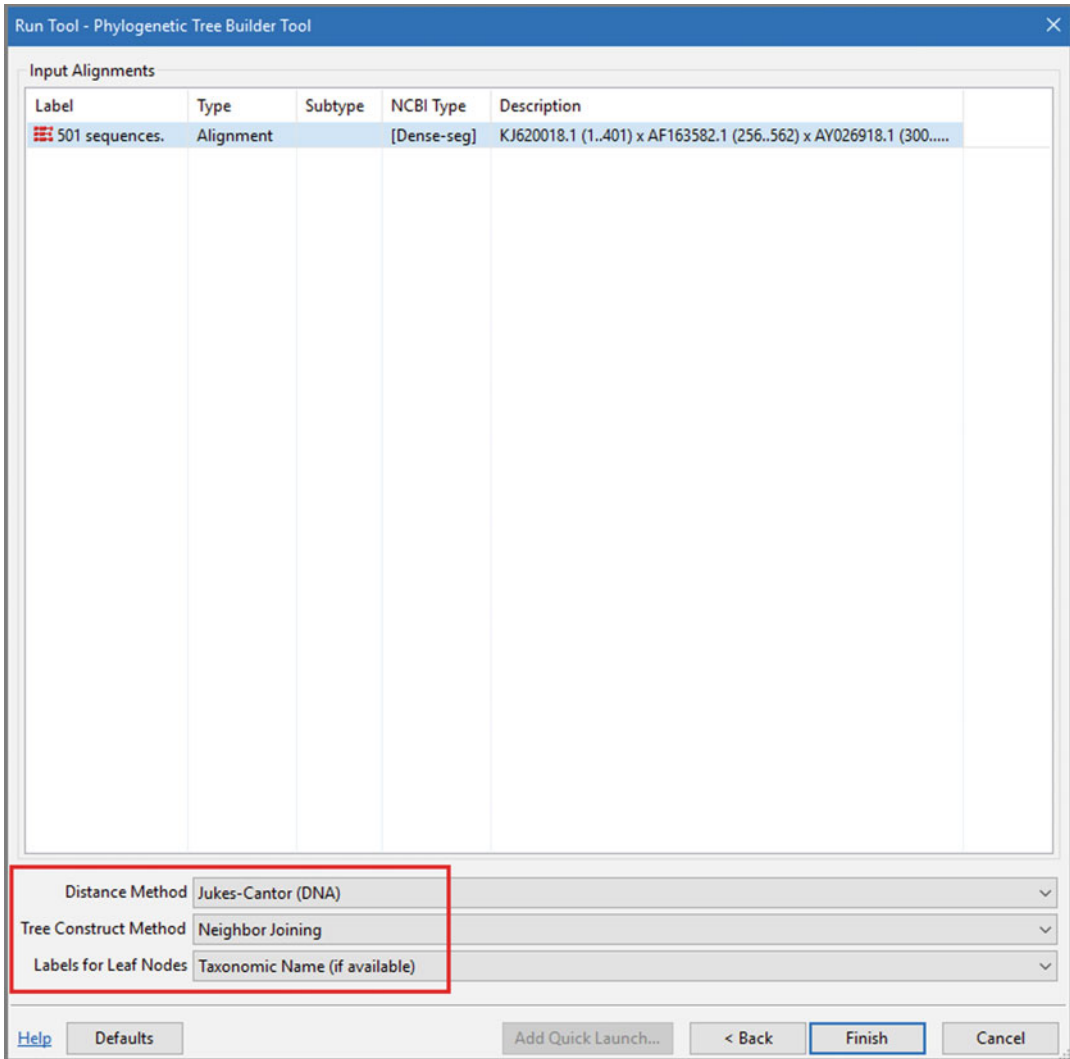 Run Tool - Phylogenetic Tree Builder Tool
Input Alignments
Label Type Subtype NCBI Type Description
501 sequences. Alignment [Dense-seg] KJ620018.1 (1..401) x AF163582.1 (256..562) x AY026918.1 (300.....
Distance Method Jukes-Cantor (DNA)
Tree Construct Method Neighbor Joining
Labels for Leaf Nodes Taxonomic Name (if available)
Help Defaults Add Quick Launch... < Back Finish Cancel